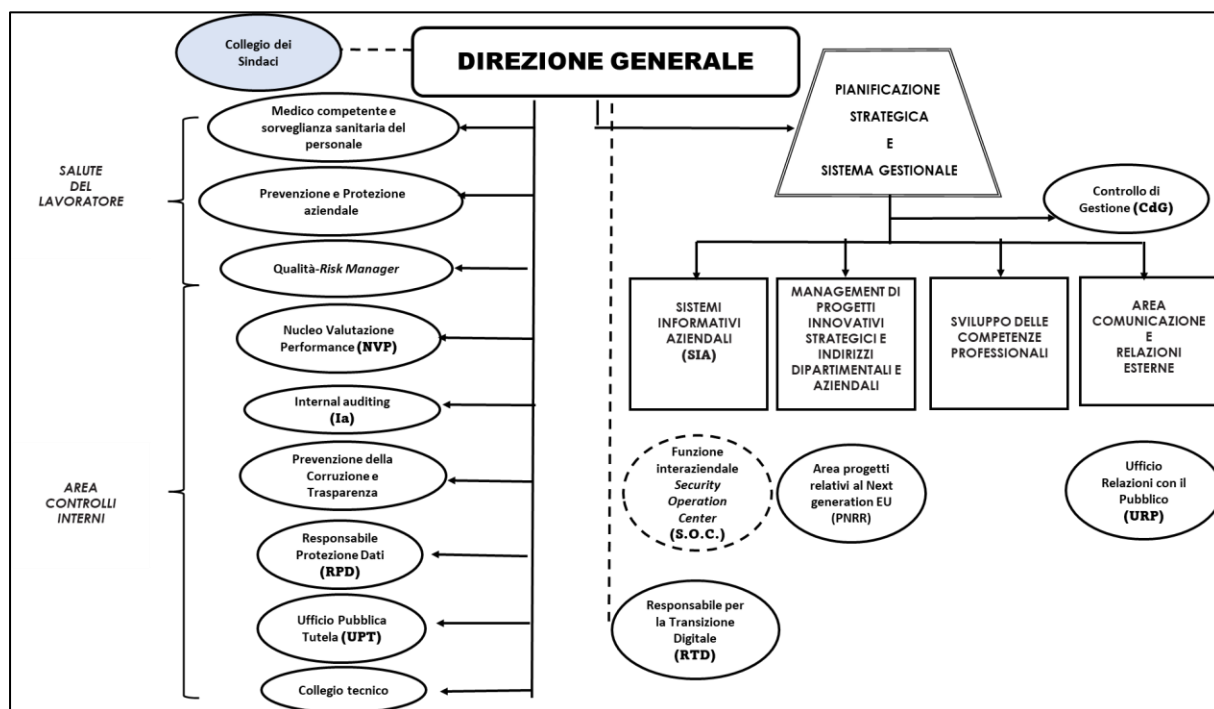 Collegio dei
Sindaci
DIREZIONE GENERALE
PIANIFICAZIONE
STRATEGICA
E
SISTEMA GESTIONALE
Controllo di
Gestione (CdG)
SALUTE
DEL
LAVORATORE
Medico competente e
sorveglianza sanitaria del
personale
Prevenzione e Protezione
aziendale
Qualità-Risk Manager
AREA
CONTROLLI
INTERNI
Nucleo Valutazione
Performance (NVP)
Internal auditing
(Ia)
Prevenzione della
Corruzione e
Trasparenza
Responsabile
Protezione Dati
(RPD)
Ufficio Pubblica
Tutela (UPT)
Collegio tecnico
SISTEMI
INFORMATIVI
AZIENDALI
(SIA)
MANAGEMENT DI
PROGETTI
INNOVATIVI
STRATEGICI E
INDIRIZZI
DIPARTIMENTALI E
AZIENDALI
SVILUPPO DELLE
COMPETENZE
PROFESSIONALI
AREA
COMUNICAZIONE
E
RELAZIONI
ESTERNE
Funzione
interaziendale
Security
Operation
Center
(S.O.C.)
Area progetti
relativi al Next
generation EU
(PNRR)
Ufficio
Relazioni con il
Pubblico
(URP)
Responsabile per
la Transizione
Digitale
(RTD)